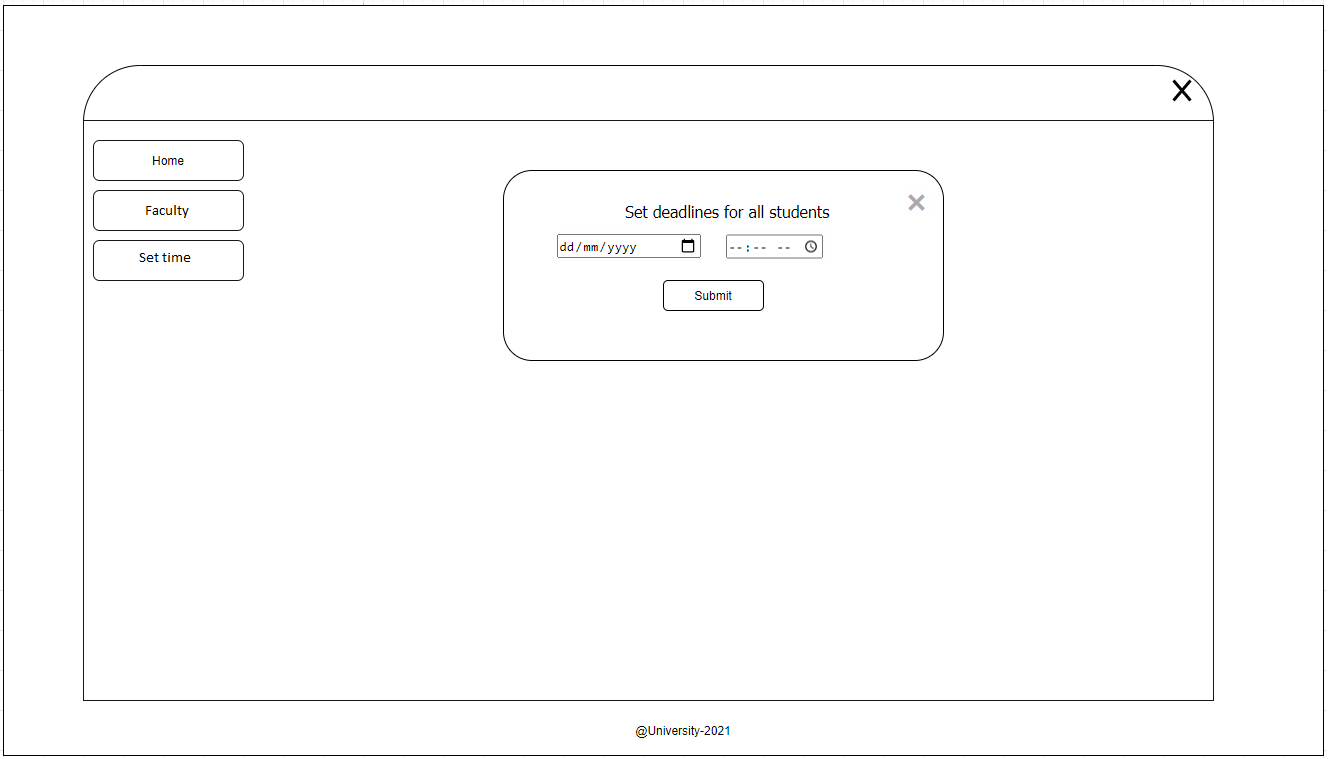 Home
Faculty
Set time
Set deadlines for all students
dd/mm/yyyy
--:-- --
Submit
@University-2021